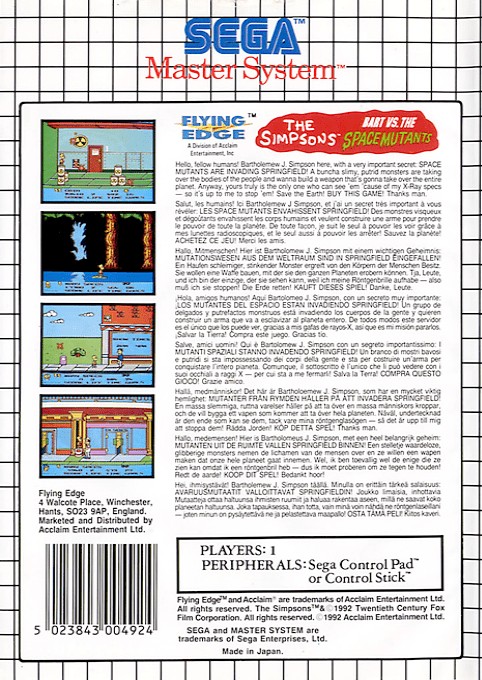 SEGA™
Master System™
FLYING EDGE™
A Division of Acclaim
Entertainment, Inc
THE SIMPSONS™
BART VS. THE
SPACE MUTANTS
Hello, fellow humans! Bartholemew J. Simpson here, with a very important secret: SPACE
MUTANTS ARE INVADING SPRINGFIELD! A buncha slimy, putrid monsters are taking
over the bodies of the people and wanna build a weapon that's gonna take over the entire
planet. Anyway, yours truly is the only one who can see 'em 'cause of my X-Ray specs
— so it's up to me to stop 'em! Save the Earth! BUY THIS GAME! Thanks man.
Salut, les humains! Ici Bartholemew J. Simpson, et j'ai un secret très important à vous
révéler: LES SPACE MUTANTS ENVAHISSENT SPRINGFIELD! Des monstres visqueux
et dégoûtants envahissent les corps humains et veulent construire une arme pour prendre
le pouvoir de toute la planète. De toute façon, je suit le seul à pouvoir les voir grâce à
mes lunettes radioscopiques, et le seul aussi à pouvoir les arrêter! Sauvez la planète!
ACHETEZ CE JEU! Merci les amis.
Hallo, Mitmenschen! Hier ist Bartholomew J. Simpson mit einem wichtigen Geheimnis:
MUTATIONSWESEN AUS DEM WELTRAUM SIND IN SPRINGFIELD EINGEFALLEN!
Ein Haufen schleimiger, stinkender Monster ergreift von den Körpern der Menschen Besitz.
Sie wollen eine Waffe bauen, mit der sie den ganzen Planeten erobern können. Tja, Leute,
und ich bin der einzige, der sie sehen kann, weil ich meine Röntgenbrille aufhabe — also
muß ich sie stoppen! Die Erde retten! KAUFT DIESES SPIEL! Danke, Leute.
¡Hola, amigos humanos! Aquí Bartolomeo J. Simpson, con un secreto muy importante:
¡LOS MUTANTES DEL ESPACIO ESTAN INVADIENDO SPRINGFIELD! Un grupo de
delgados y putrefactos monstruos está invadiendo los cuerpos de la gente y quieren
construir un arma que va a esclavizar al planeta entero. De todos modos este servidor
es el único que los puede ver, gracias a mis gafas de rayos-X, así que es mi misión pararlos.
¡Salvar la Tierra! Compra este juego. Gracias tío.
Salve, amici uomini! Qui è Bartolomew J. Simpson con un segreto importantissimo: I
MUTANTI SPAZIALI STANNO INVADENDO SPRINGFIELD! Un branco di mostri bavosi
e putridi si sta impossessando dei corpi della gente e sta per costruire un'arma per
conquistare l'intero pianeta. Comunque, il sottoscritto è l'unico che li può vedere con i
suoi occhiali a raggi X — per cui sta a me fermarli! Salva la Terra! COMPRA QUESTO
GIOCO! Grazie amico.
Hallå, medmänniskor! Det här är Bartholoemew J. Simpson, som har en mycket viktig
hemlighet: MUTANTER FRÅN RYMDEN HÅLLER PÅ ATT INVADERA SPRINGFIELD!
En massa slemmiga, ruttna varelser håller på att ta över en massa människors kroppar,
och de vill bygga ett vapen som kommer att ta över hela planeten. Nåväl, undertecknad
är den ende som kan se dem, tack vare mina röntgenglasögen — så det är upp till mig
att stoppa dem! Rädda Jorden! KÖP DETTA SPEL! Thanks man.
Hallo, medemensen! Hier is Bartholomeus J. Simpson, met een heel belangrijk geheim:
MUTANTEN UIT DE RUIMTE VALLEN SPRINGFIELD BINNEN! Een stelletje waardeloze,
glibberige monsters nemen de lichamen van de mensen over en ze willen een wapen
maken dat onze hele planeet gaat innemen. Wel, ik ben toevallig wel de enige die ze
zien kan omdat ik een röntgenbril heb — dus ik moet proberen om ze tegen te houden!
Redt de aarde! KOOP DIT SPEL! Bedankt hoor!
Hei, ihmisystävät! Bartholemew J. Simpson täällä. Minulla on erittäin tärkeä salaisuus:
AVARUUSMUTAATIT VALLOITTAVAT SPRINGFIELDIN! Joukko limaisia, inhottavia
Mutaatteja ottaa haltuunsa ihmisten ruumiit ja haluaa rakentaa aseen, millä ne saavat koko
planeetan haltuunsa. Joka tapauksessa, ihan totta, vain minä voin nähdä ne röntgenlaseillani
— joten minun on pysäytettävä ne ja pelastettava maapallo! OSTA TÄMÄ PELI! Kiitos kaveri.
Flying Edge
4 Walcote Place, Winchester,
Hants, SO23 9AP, England.
Marketed and Distributed by
Acclaim Entertainment Ltd.
5 023843 004924
PLAYERS: 1
PERIPHERALS: Sega Control Pad™
or Control Stick™
Flying Edge™ and Acclaim® are trademarks of Acclaim Entertainment Ltd.
All rights reserved. The Simpsons™ & © 1992 Twentieth Century Fox
Film Corporation. All rights reserved. © 1992 Acclaim Entertainment Ltd.
SEGA and MASTER SYSTEM are
trademarks of Sega Enterprises, Ltd.
Made in Japan.